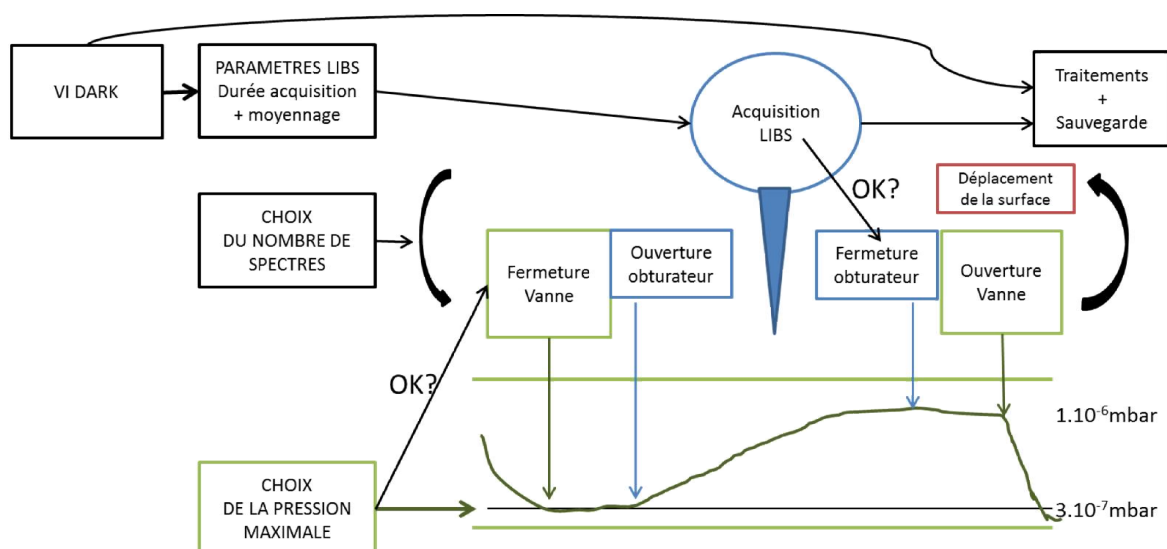 VI DARK
PARAMETRES LIBS
Durée acquisition
+ moyennage
Acquisition
LIBS
Traitements
+
Sauvegarde
OK?
Déplacement
de la surface
CHOIX
DU NOMBRE DE
SPECTRES
Fermeture
Vanne
Ouverture
obturateur
Fermeture
obturateur
Ouverture
Vanne
OK?
1.10⁻⁶mbar
CHOIX
DE LA PRESSION
MAXIMALE
3.10⁻⁷mbar